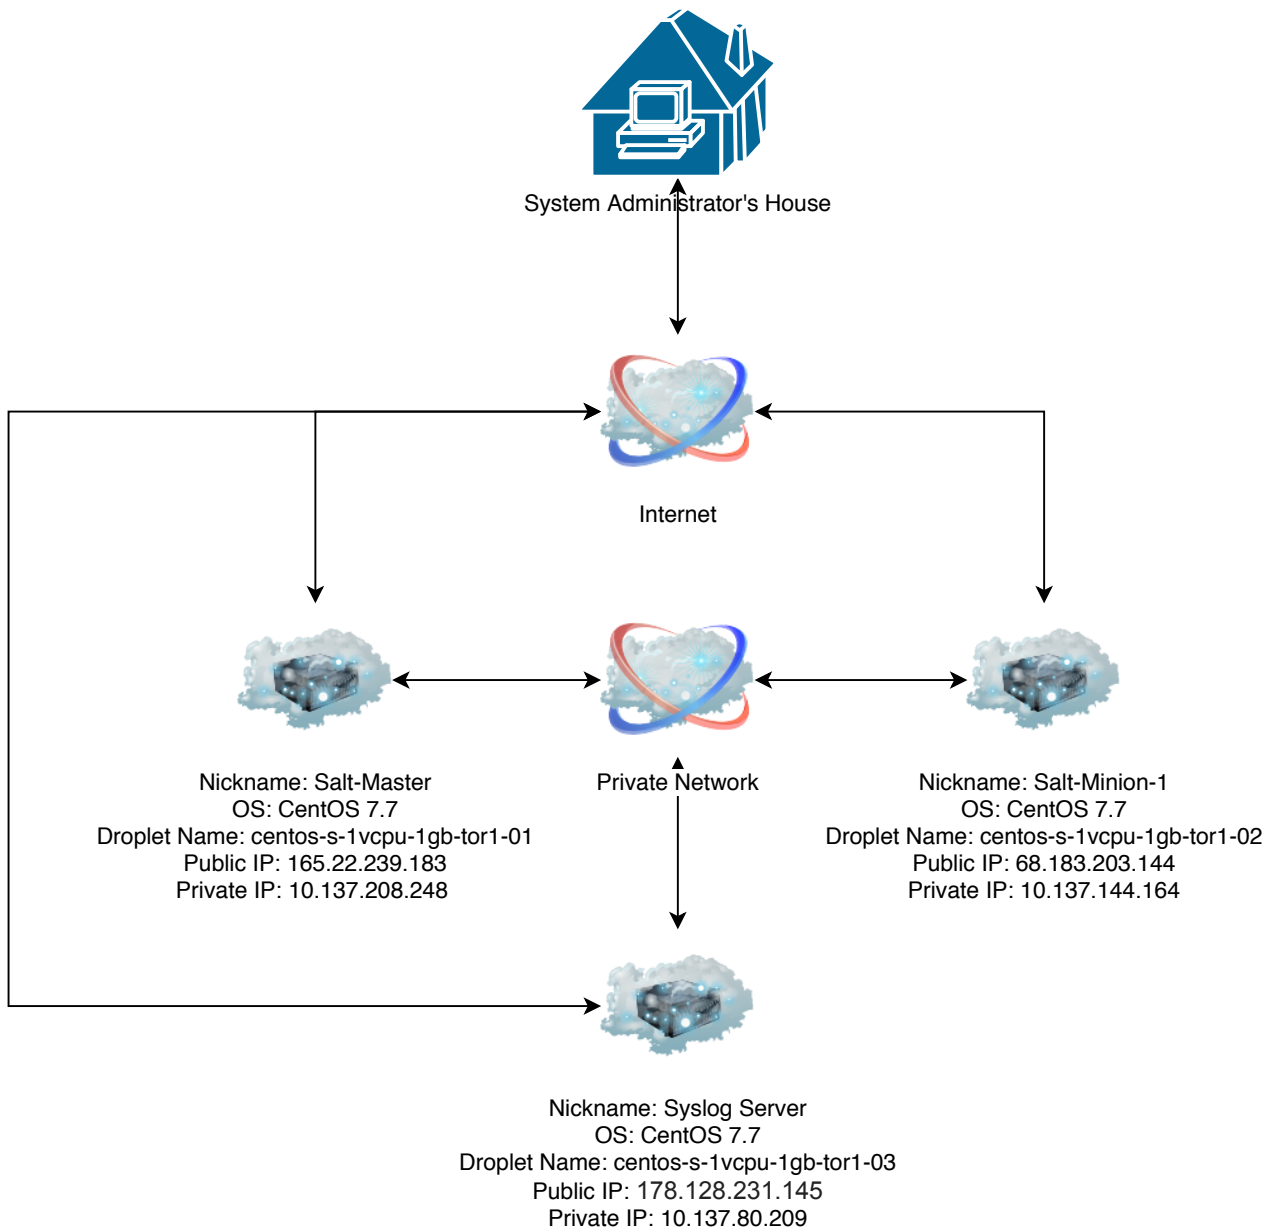 System Administrator's House
Internet
Private Network
Nickname: Salt-Master
OS: CentOS 7.7
Droplet Name: centos-s-1vcpu-1gb-tor1-01
Public IP: 165.22.239.183
Private IP: 10.137.208.248
Nickname: Salt-Minion-1
OS: CentOS 7.7
Droplet Name: centos-s-1vcpu-1gb-tor1-02
Public IP: 68.183.203.144
Private IP: 10.137.144.164
Nickname: Syslog Server
OS: CentOS 7.7
Droplet Name: centos-s-1vcpu-1gb-tor1-03
Public IP: 178.128.231.145
Private IP: 10.137.80.209